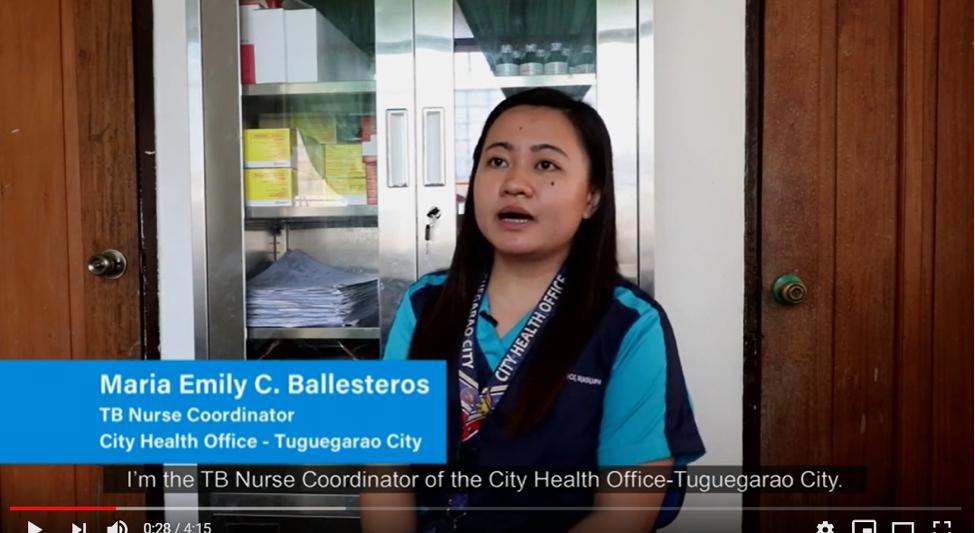 CITY HEALTH OFFICE
Maria Emily C. Ballesteros
TB Nurse Coordinator
City Health Office - Tuguegarao City
I'm the TB Nurse Coordinator of the City Health Office-Tuguegarao City.
0:28 / 4:15